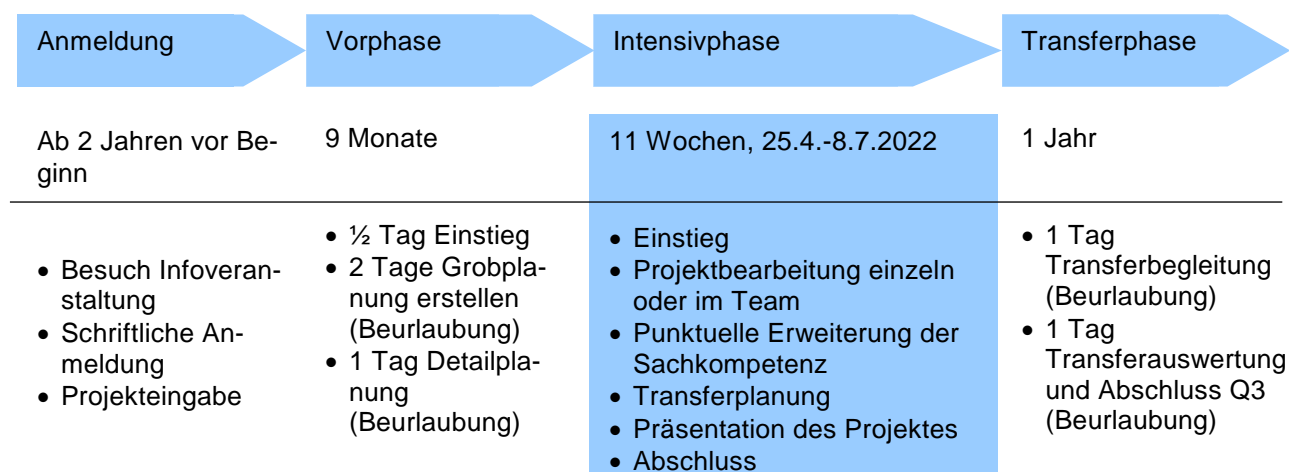 Anmeldung
Vorphase
Intensivphase
Transferphase
Ab 2 Jahren vor Be-
ginn
9 Monate
11 Wochen, 25.4.-8.7.2022
1 Jahr
• Besuch Infoveran-
staltung
• Schriftliche An-
meldung
• Projekteingabe
• ½ Tag Einstieg
• 2 Tage Grobpla-
nung erstellen
(Beurlaubung)
• 1 Tag Detailpla-
nung
(Beurlaubung)
• Einstieg
• Projektbearbeitung einzeln
oder im Team
• Punktuelle Erweiterung der
Sachkompetenz
• Transferplanung
• Präsentation des Projektes
• Abschluss
• 1 Tag
Transferbegleitung
(Beurlaubung)
• 1 Tag
Transferauswertung
und Abschluss Q3
(Beurlaubung)